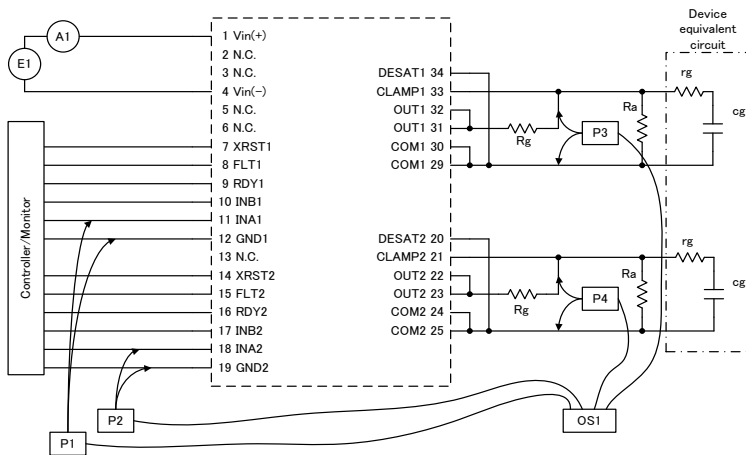 Device
equivalent
circuit
A1
E1
1 Vin(+)
2 N.C.
3 N.C.
4 Vin(-)
5 N.C.
6 N.C.
7 XRST1
8 FLT1
9 RDY1
10 INB1
11 INA1
12 GND1
13 N.C.
14 XRST2
15 FLT2
16 RDY2
17 INB2
18 INA2
19 GND2
DESAT1 34
CLAMP1 33
OUT1 32
OUT1 31
COM1 30
COM1 29
DESAT2 20
CLAMP2 21
OUT2 22
OUT2 23
COM2 24
COM2 25
Rg
P3
Ra
rg
cg
Rg
P4
Ra
rg
cg
Controller/Monitor
P2
P1
OS1